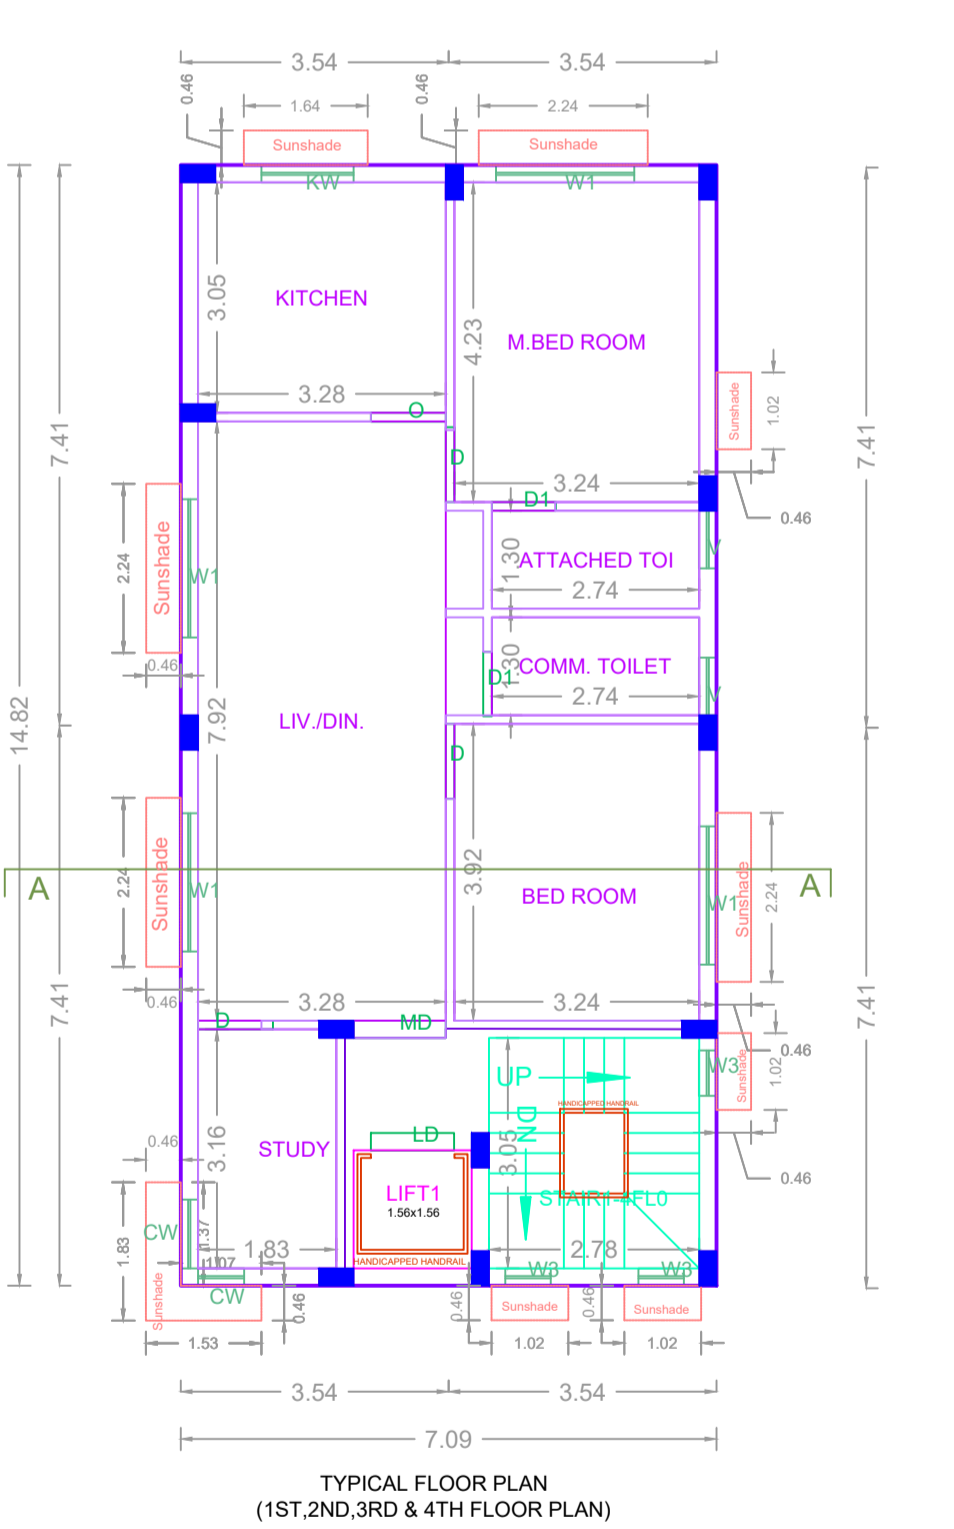 3.54
3.54
0.46
1.64
0.46
2.24
Sunshade
Sunshade
KW
W1
3.05
KITCHEN
4.23
M.BED ROOM
3.28
O
Sunshade
1.02
7.41
7.41
D
3.24
D1
0.46
2.24
Sunshade
W1
1.30
ATTACHED TOI
V
2.74
0.46
D1
1.30
COMM. TOILET
2.74
V
14.82
7.92
LIV./DIN.
D
A
A
2.24
Sunshade
W1
3.92
BED ROOM
W1
Sunshade
2.24
0.46
3.28
3.24
7.41
7.41
D
MD
0.46
UP
W3
Sunshade
1.02
HANDICAPPED HANDRAIL
DN
0.46
3.16
STUDY
LD
3.05
0.46
LIFT1
1.56x1.56
STAIR1-4FL0
1.83
CW
1.37
1.83
1.07
HANDICAPPED HANDRAIL
2.78
W3
W3
Sunshade
CW
0.46
0.46
Sunshade
0.46
Sunshade
1.53
1.02
1.02
3.54
3.54
7.09
TYPICAL FLOOR PLAN
(1ST,2ND,3RD & 4TH FLOOR PLAN)